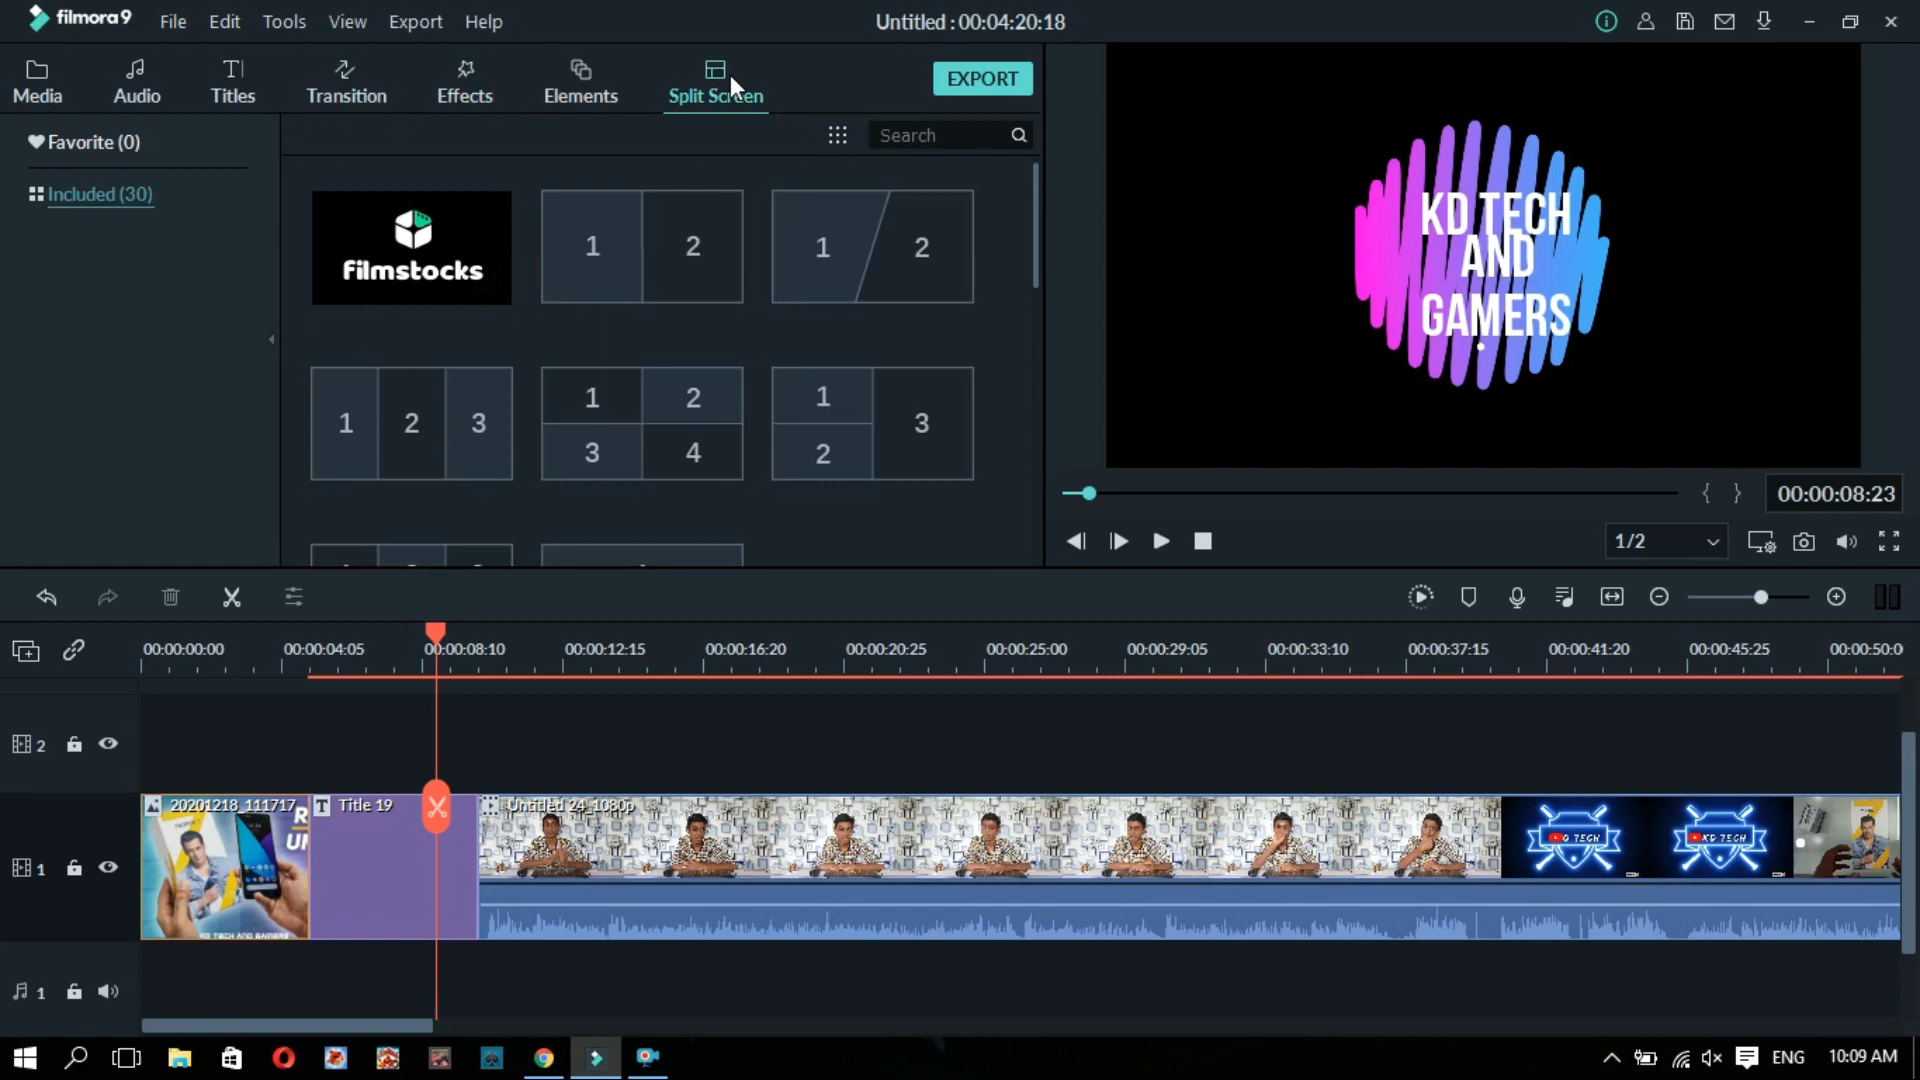 filmora9
File Edit Tools View Export Help
Untitled : 00:04:20:18
Media Audio Titles Transition Effects Elements Split Screen
EXPORT
Favorite (0)
Included (30)
Search
filmstocks
1 2
1 2
1 2 3
1 2
3 4
1
2
3
KD TECH
AND
GAMERS
00:00:08:23
1/2
00:00:00:00 00:00:04:05 00:00:08:10 00:00:12:15 00:00:16:20 00:00:20:25 00:00:25:00 00:00:29:05 00:00:33:10 00:00:37:15 00:00:41:20 00:00:45:25 00:00:50:0
2
20201218_111717
Title 19
Untitled 24_1080p
KD TECH AND GAMERS
KD TECH
1
1
ENG
10:09 AM